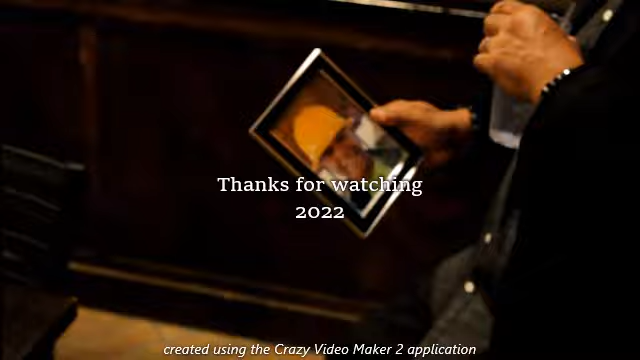 Thanks for watching
2022
created using the Crazy Video Maker 2 application